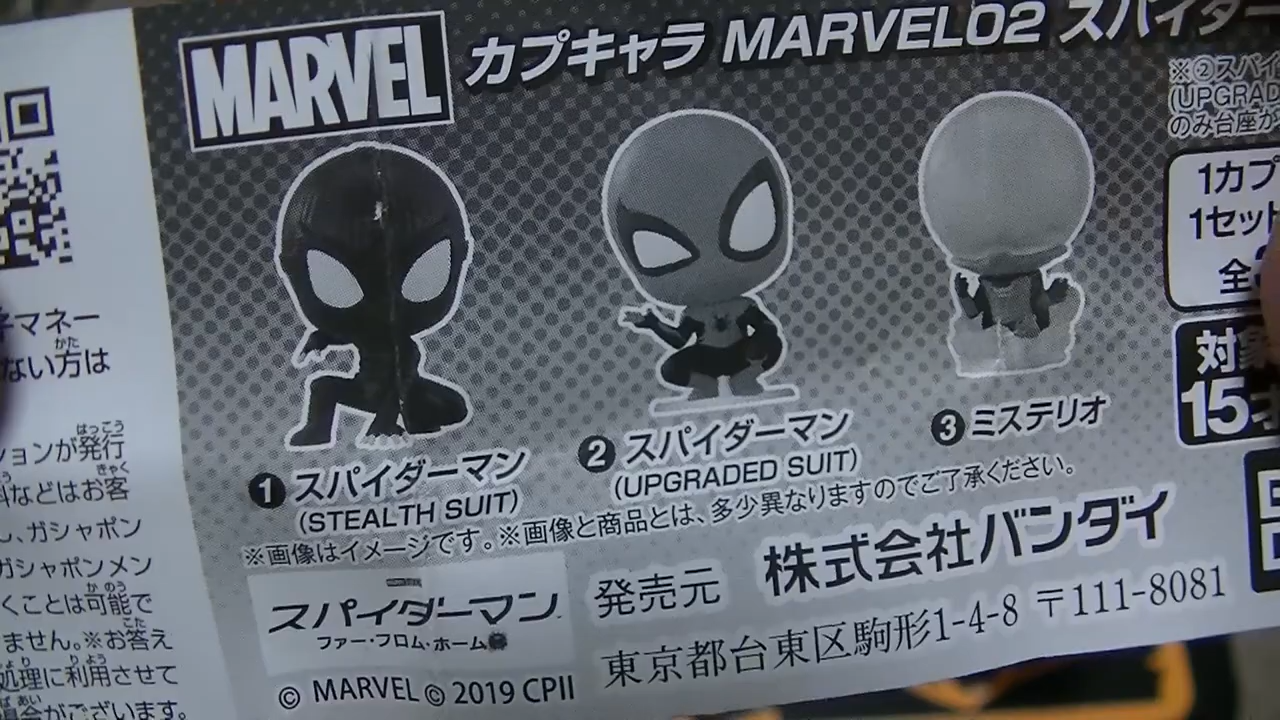 MARVEL
カプキャラ MARVEL02 スパイダー
※②スパイ
(UPGRAD
のみ台座が
1カプ
1セット
全
対象
15
❶スパイダーマン
(STEALTH SUIT)
❷スパイダーマン
(UPGRADED SUIT)
❸ミステリオ
※画像はイメージです。※画像と商品とは、多少異なりますのでご了承ください。
スパイダーマン
ファー・フロム・ホーム
© MARVEL © 2019 CPII
発売元 株式会社バンダイ
東京都台東区駒形1-4-8 〒111-8081
子マネー
ない方は
ションが発行
料などはお客
、ガシャポン
ガシャポンメン
くことは可能で
ません。※お答え
処理に利用させて
合がございます。